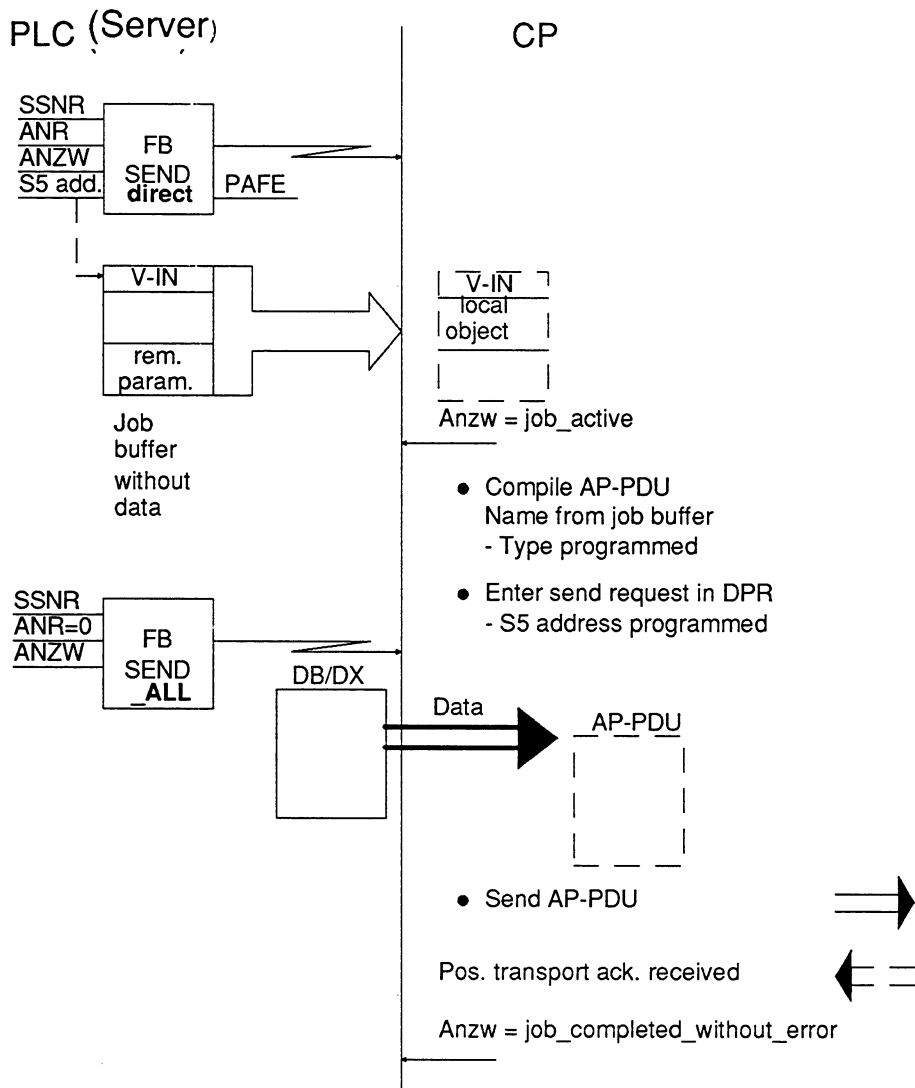 PLC (Server)
CP
SSNR
ANR
ANZW
S5 add.
FB
SEND
direct
PAFE
V-IN
rem.
param.
V-IN
local
object
Job
buffer
without
data
Anzw = job_active
● Compile AP-PDU
Name from job buffer
- Type programmed
● Enter send request in DPR
- S5 address programmed
SSNR
ANR=0
ANZW
FB
SEND
_ALL
DB/DX
Data
AP-PDU
● Send AP-PDU
Pos. transport ack. received
Anzw = job_completed_without_error